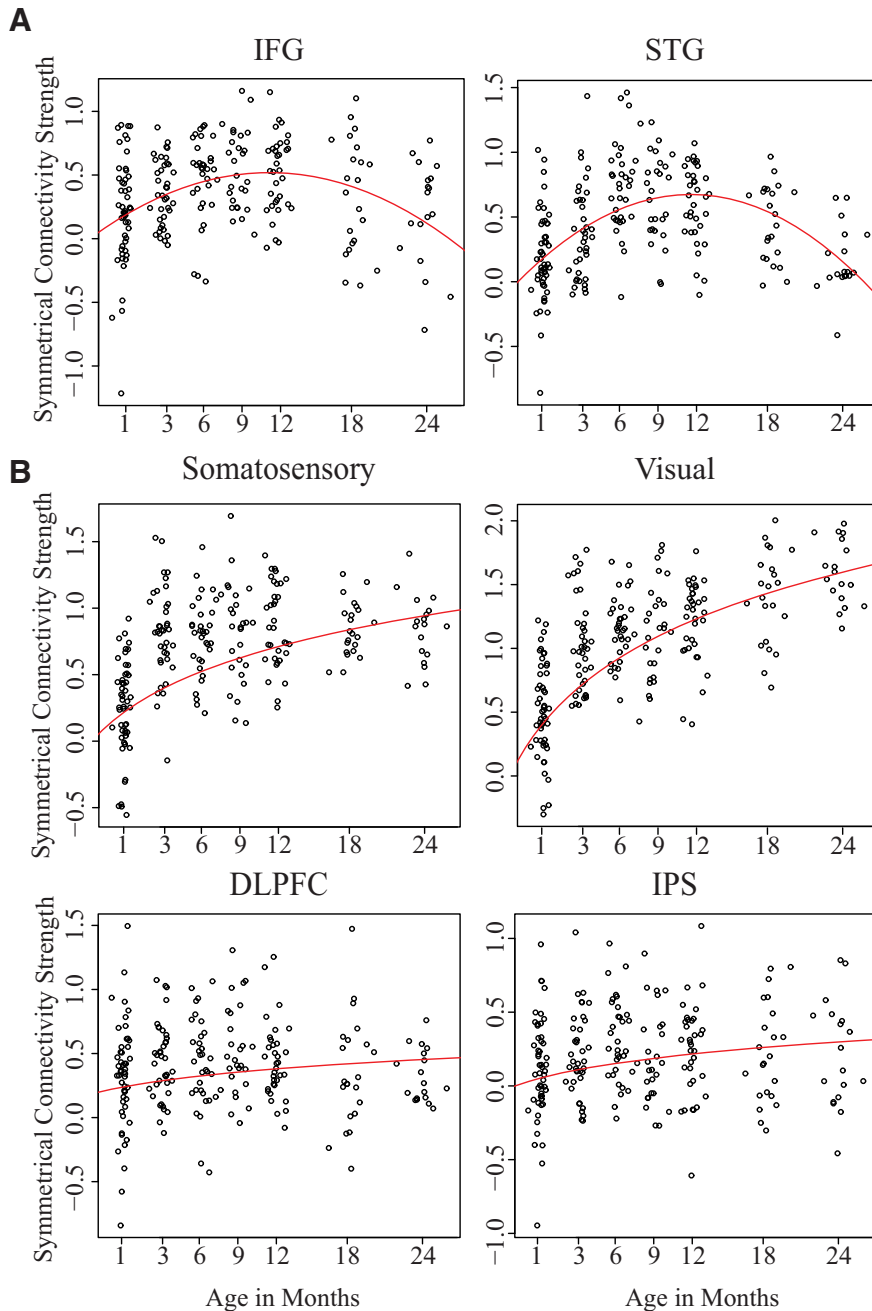 A
IFG
STG
Symmetrical Connectivity Strength
1.0
0.5
0.0
−0.5
−1.0
1 3 6 9 12 18 24
1.5
1.0
0.5
0.0
−0.5
1 3 6 9 12 18 24
B
Somatosensory
Visual
Symmetrical Connectivity Strength
1.5
1.0
0.5
0.0
−0.5
1 3 6 9 12 18 24
2.0
1.5
1.0
0.5
0.0
1 3 6 9 12 18 24
DLPFC
IPS
Symmetrical Connectivity Strength
1.5
1.0
0.5
0.0
−0.5
1 3 6 9 12 18 24
Age in Months
1.0
0.5
0.0
−0.5
−1.0
1 3 6 9 12 18 24
Age in Months